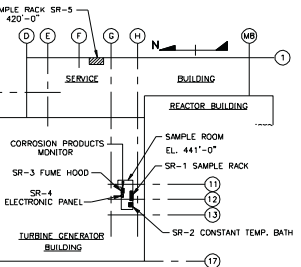 SAMPLE RACK SR-5
420'-0"
D E F G H N M8
1
SERVICE BUILDING
REACTOR BUILDING
CORROSION PRODUCTS
MONITOR
SAMPLE ROOM
EL. 441'-0"
SR-3 FUME HOOD
SR-1 SAMPLE RACK
SR-4
ELECTRONIC PANEL
11
12
13
SR-2 CONSTANT TEMP. BATH
TURBINE GENERATOR
BUILDING
17